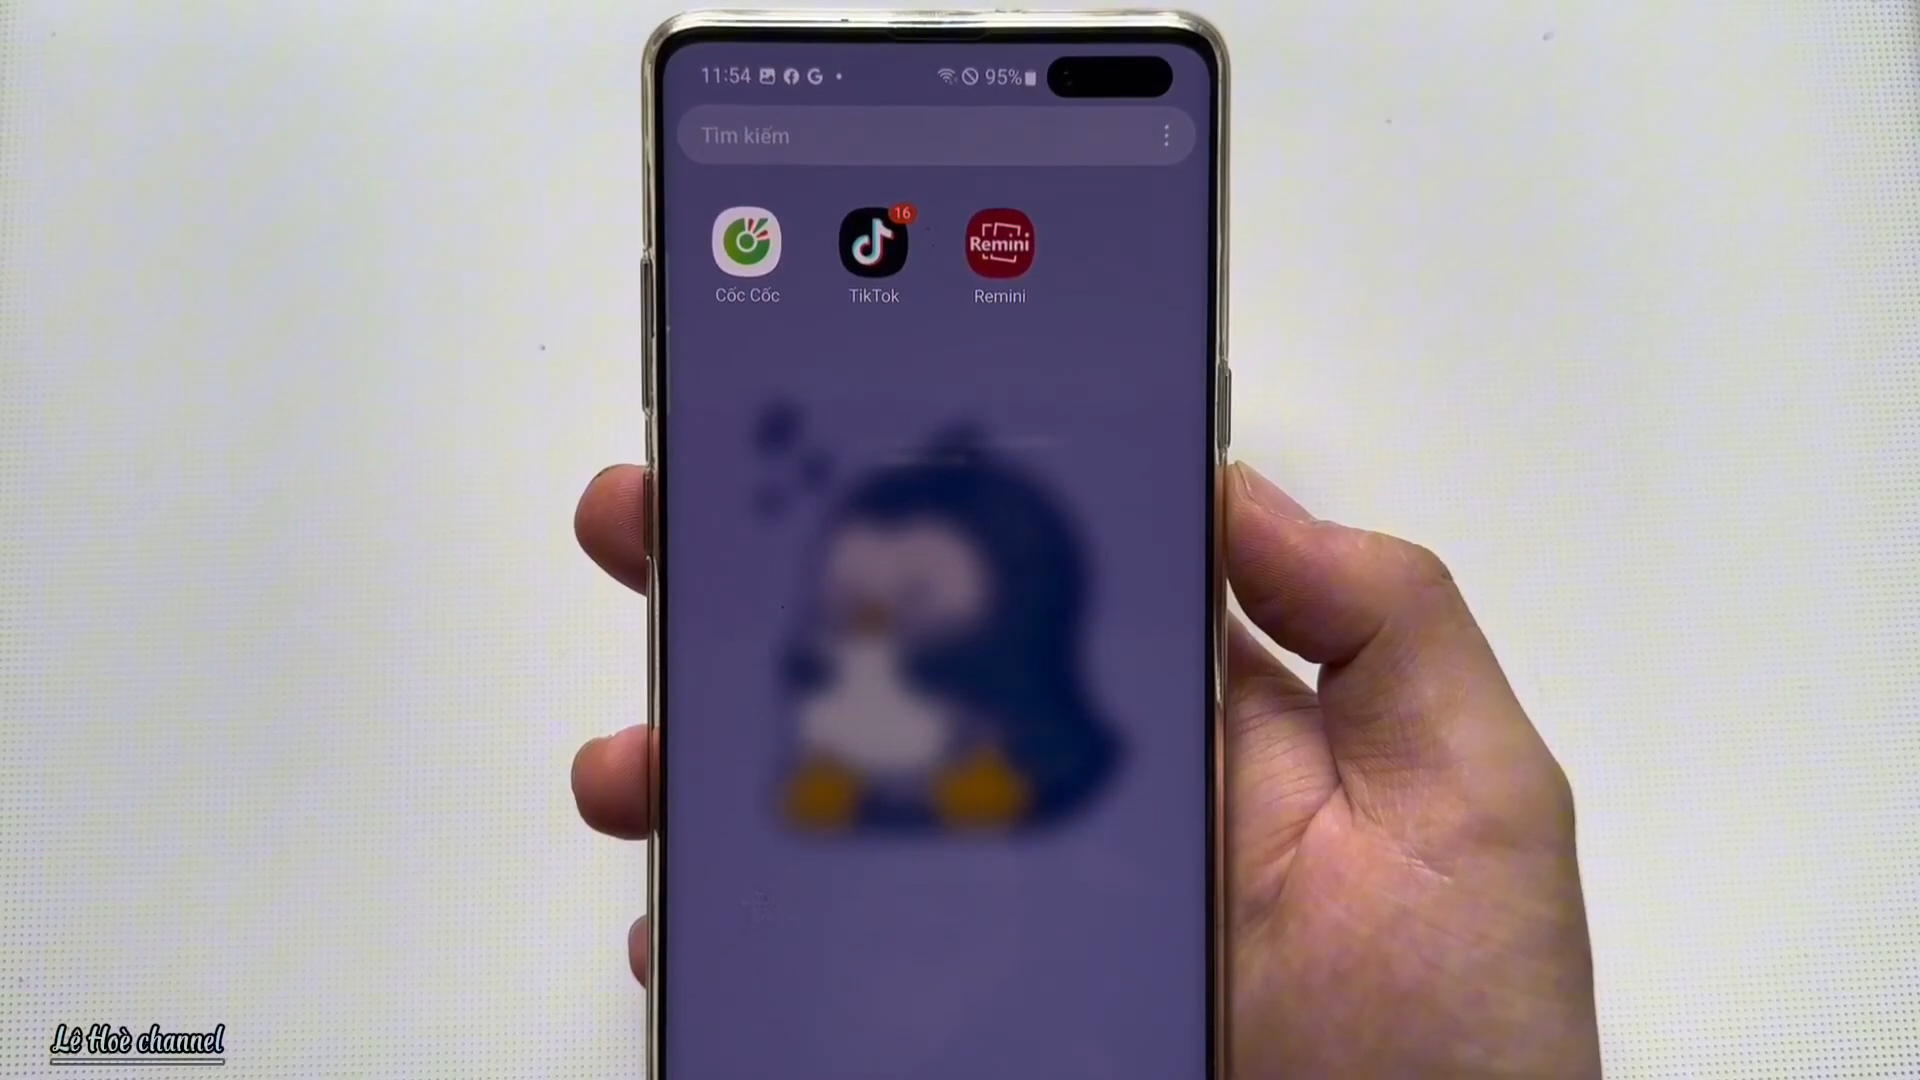 11:54
95%
Tìm kiếm
16
Remini
Cốc Cốc
TikTok
Remini
Lê Hoè channel